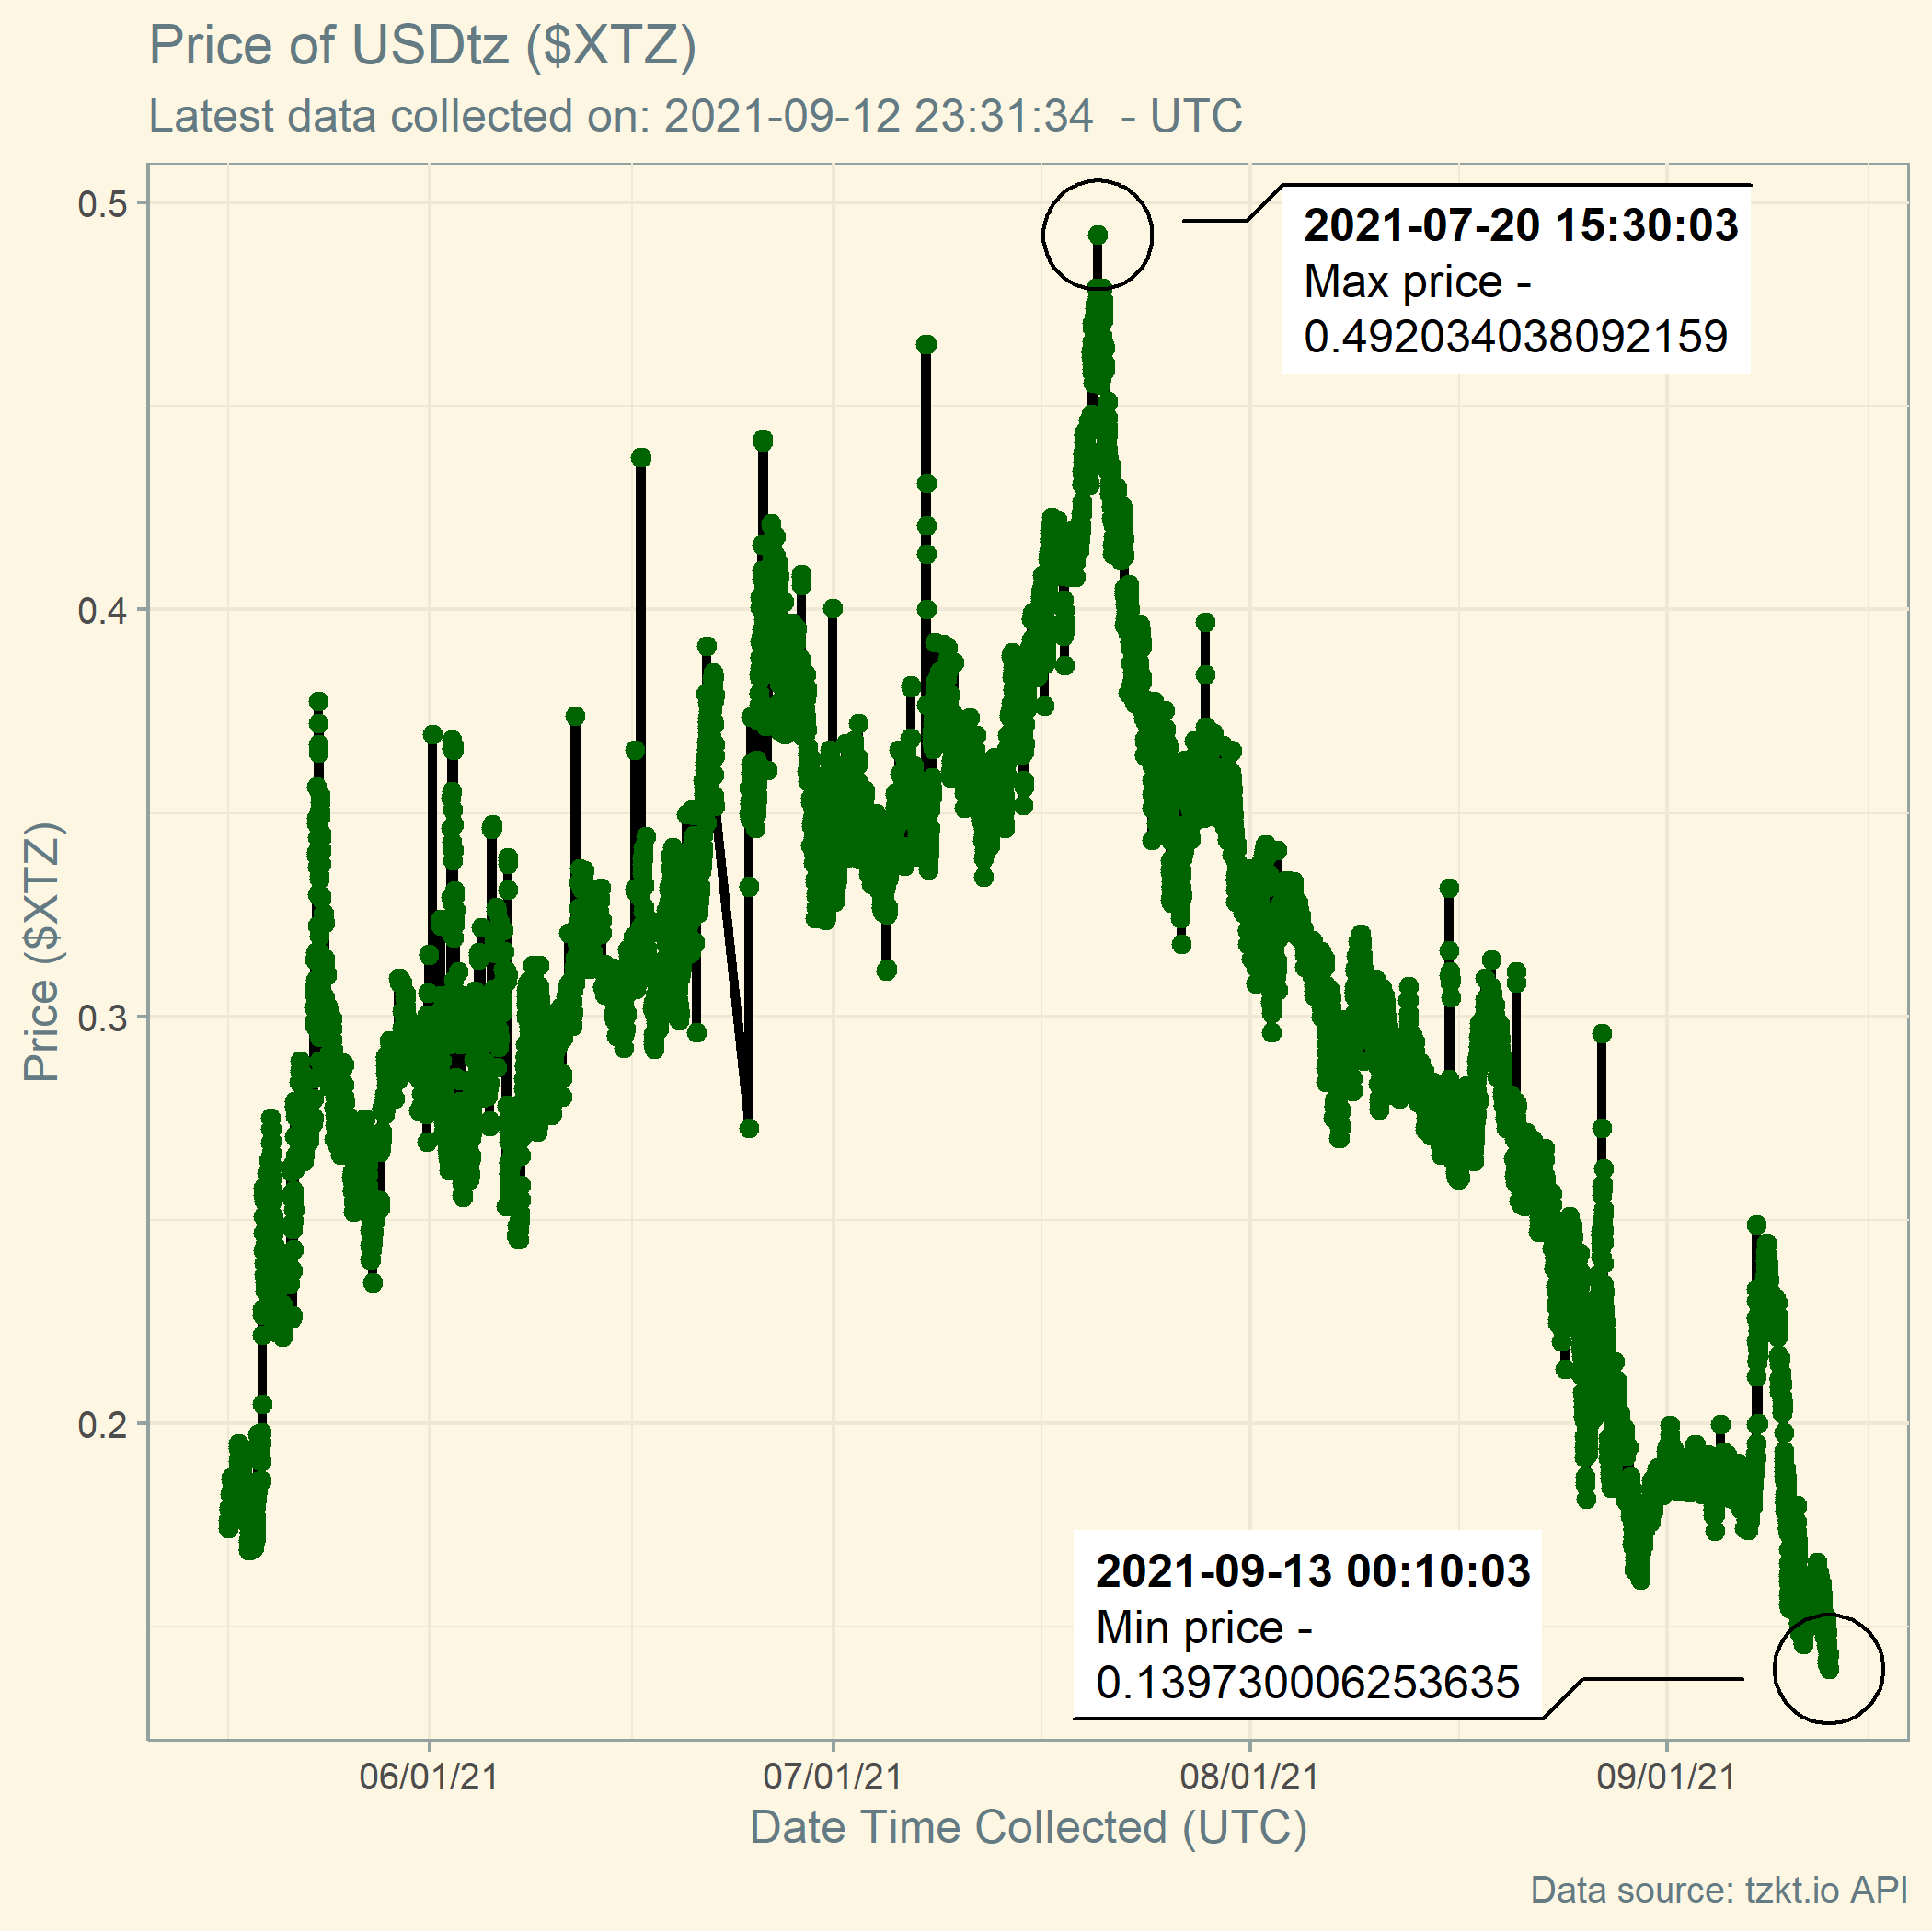 Price of USDtz ($XTZ)
Latest data collected on: 2021-09-12 23:31:34  - UTC
0.5
0.4
0.3
0.2
Price ($XTZ)
2021-07-20 15:30:03
Max price -
0.492034038092159
2021-09-13 00:10:03
Min price -
0.139730006253635
06/01/21
07/01/21
08/01/21
09/01/21
Date Time Collected (UTC)
Data source: tzkt.io API